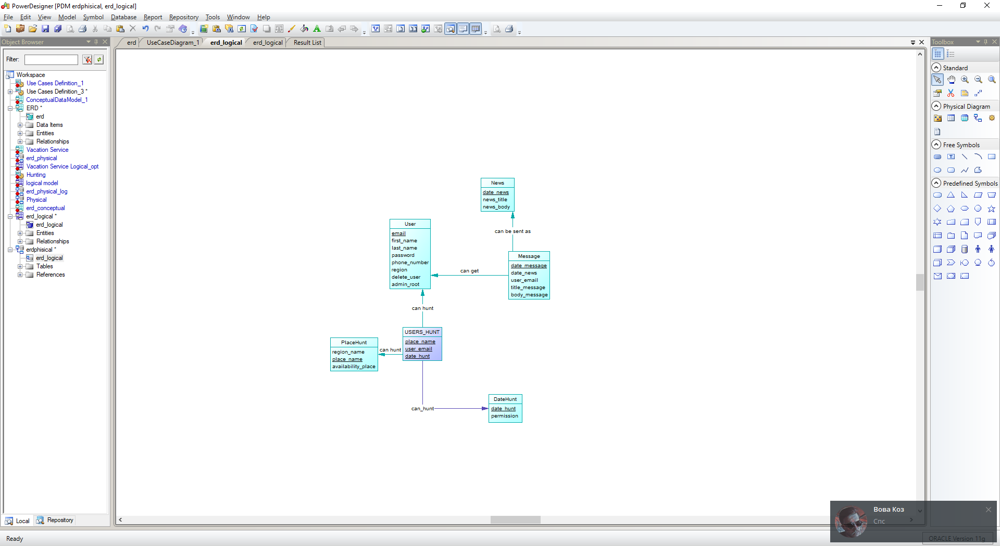 PowerDesigner [PDM erdphisical, erd_logical]
File Edit View Model Symbol Database Report Repository Tools Window Help
Object Browser
erd UseCaseDiagram_1 erd_logical erd_logical Result List
Toolbox
Filter:
Workspace
Use Cases Definition_1
Use Cases Definition_3 *
ConceptualDataModel_1
ERD *
erd
Data Items
Entities
Relationships
Vacation Service
erd_physical
Vacation Service Logical_opt
Hunting
logical model
erd_physical_log
Physical
erd_conceptual
erd_logical *
erd_logical
Entities
Relationships
erdphisical *
erd_logical
Tables
References
Local Repository
News
date_news
news_title
news_body
can be sent as
User
email
first_name
last_name
password
phone_number
region
delete_user
admin_root
can get
Message
date_message
date_news
user_email
title_message
body_message
can hunt
USERS_HUNT
place_name
user_email
date_hunt
can hunt
PlaceHunt
region_name
place_name
availability_place
can_hunt
DateHunt
date_hunt
permission
Standard
Physical Diagram
Free Symbols
Predefined Symbols
Вова Коз
Спс
Ready
ORACLE Version 11g